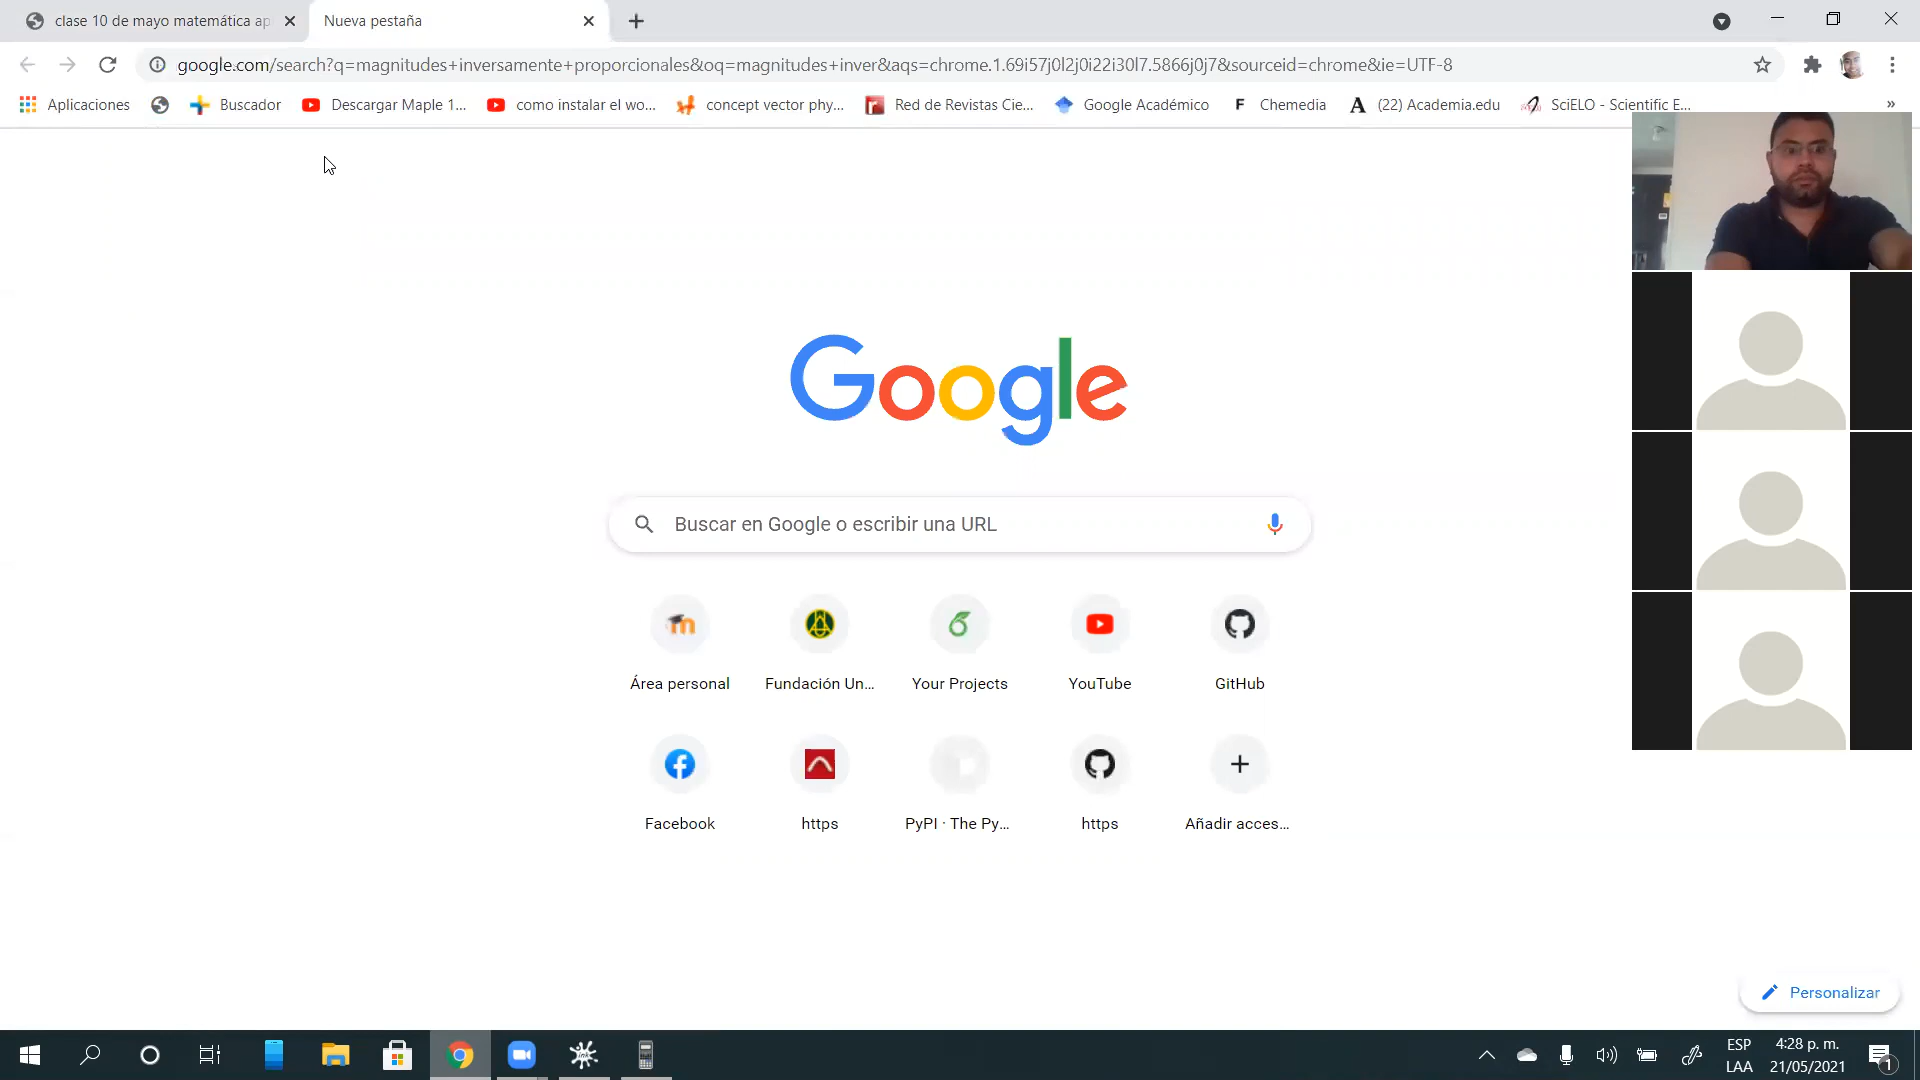 clase 10 de mayo matemática ap
Nueva pestaña
google.com/search?q=magnitudes+inversamente+proporcionales&oq=magnitudes+inver&aqs=chrome.1.69i57j0l2j0i22i30l7.5866j0j7&sourceid=chrome&ie=UTF-8
Aplicaciones
Buscador
Descargar Maple 1...
como instalar el wo...
concept vector phy...
Red de Revistas Cie...
Google Académico
F Chemedia
A (22) Academia.edu
SciELO - Scientific E...
»
Google
Buscar en Google o escribir una URL
Área personal
Fundación Un...
Your Projects
YouTube
GitHub
Facebook
https
PyPI · The Py...
https
Añadir acces...
Personalizar
ESP
LAA
4:28 p. m.
21/05/2021
1